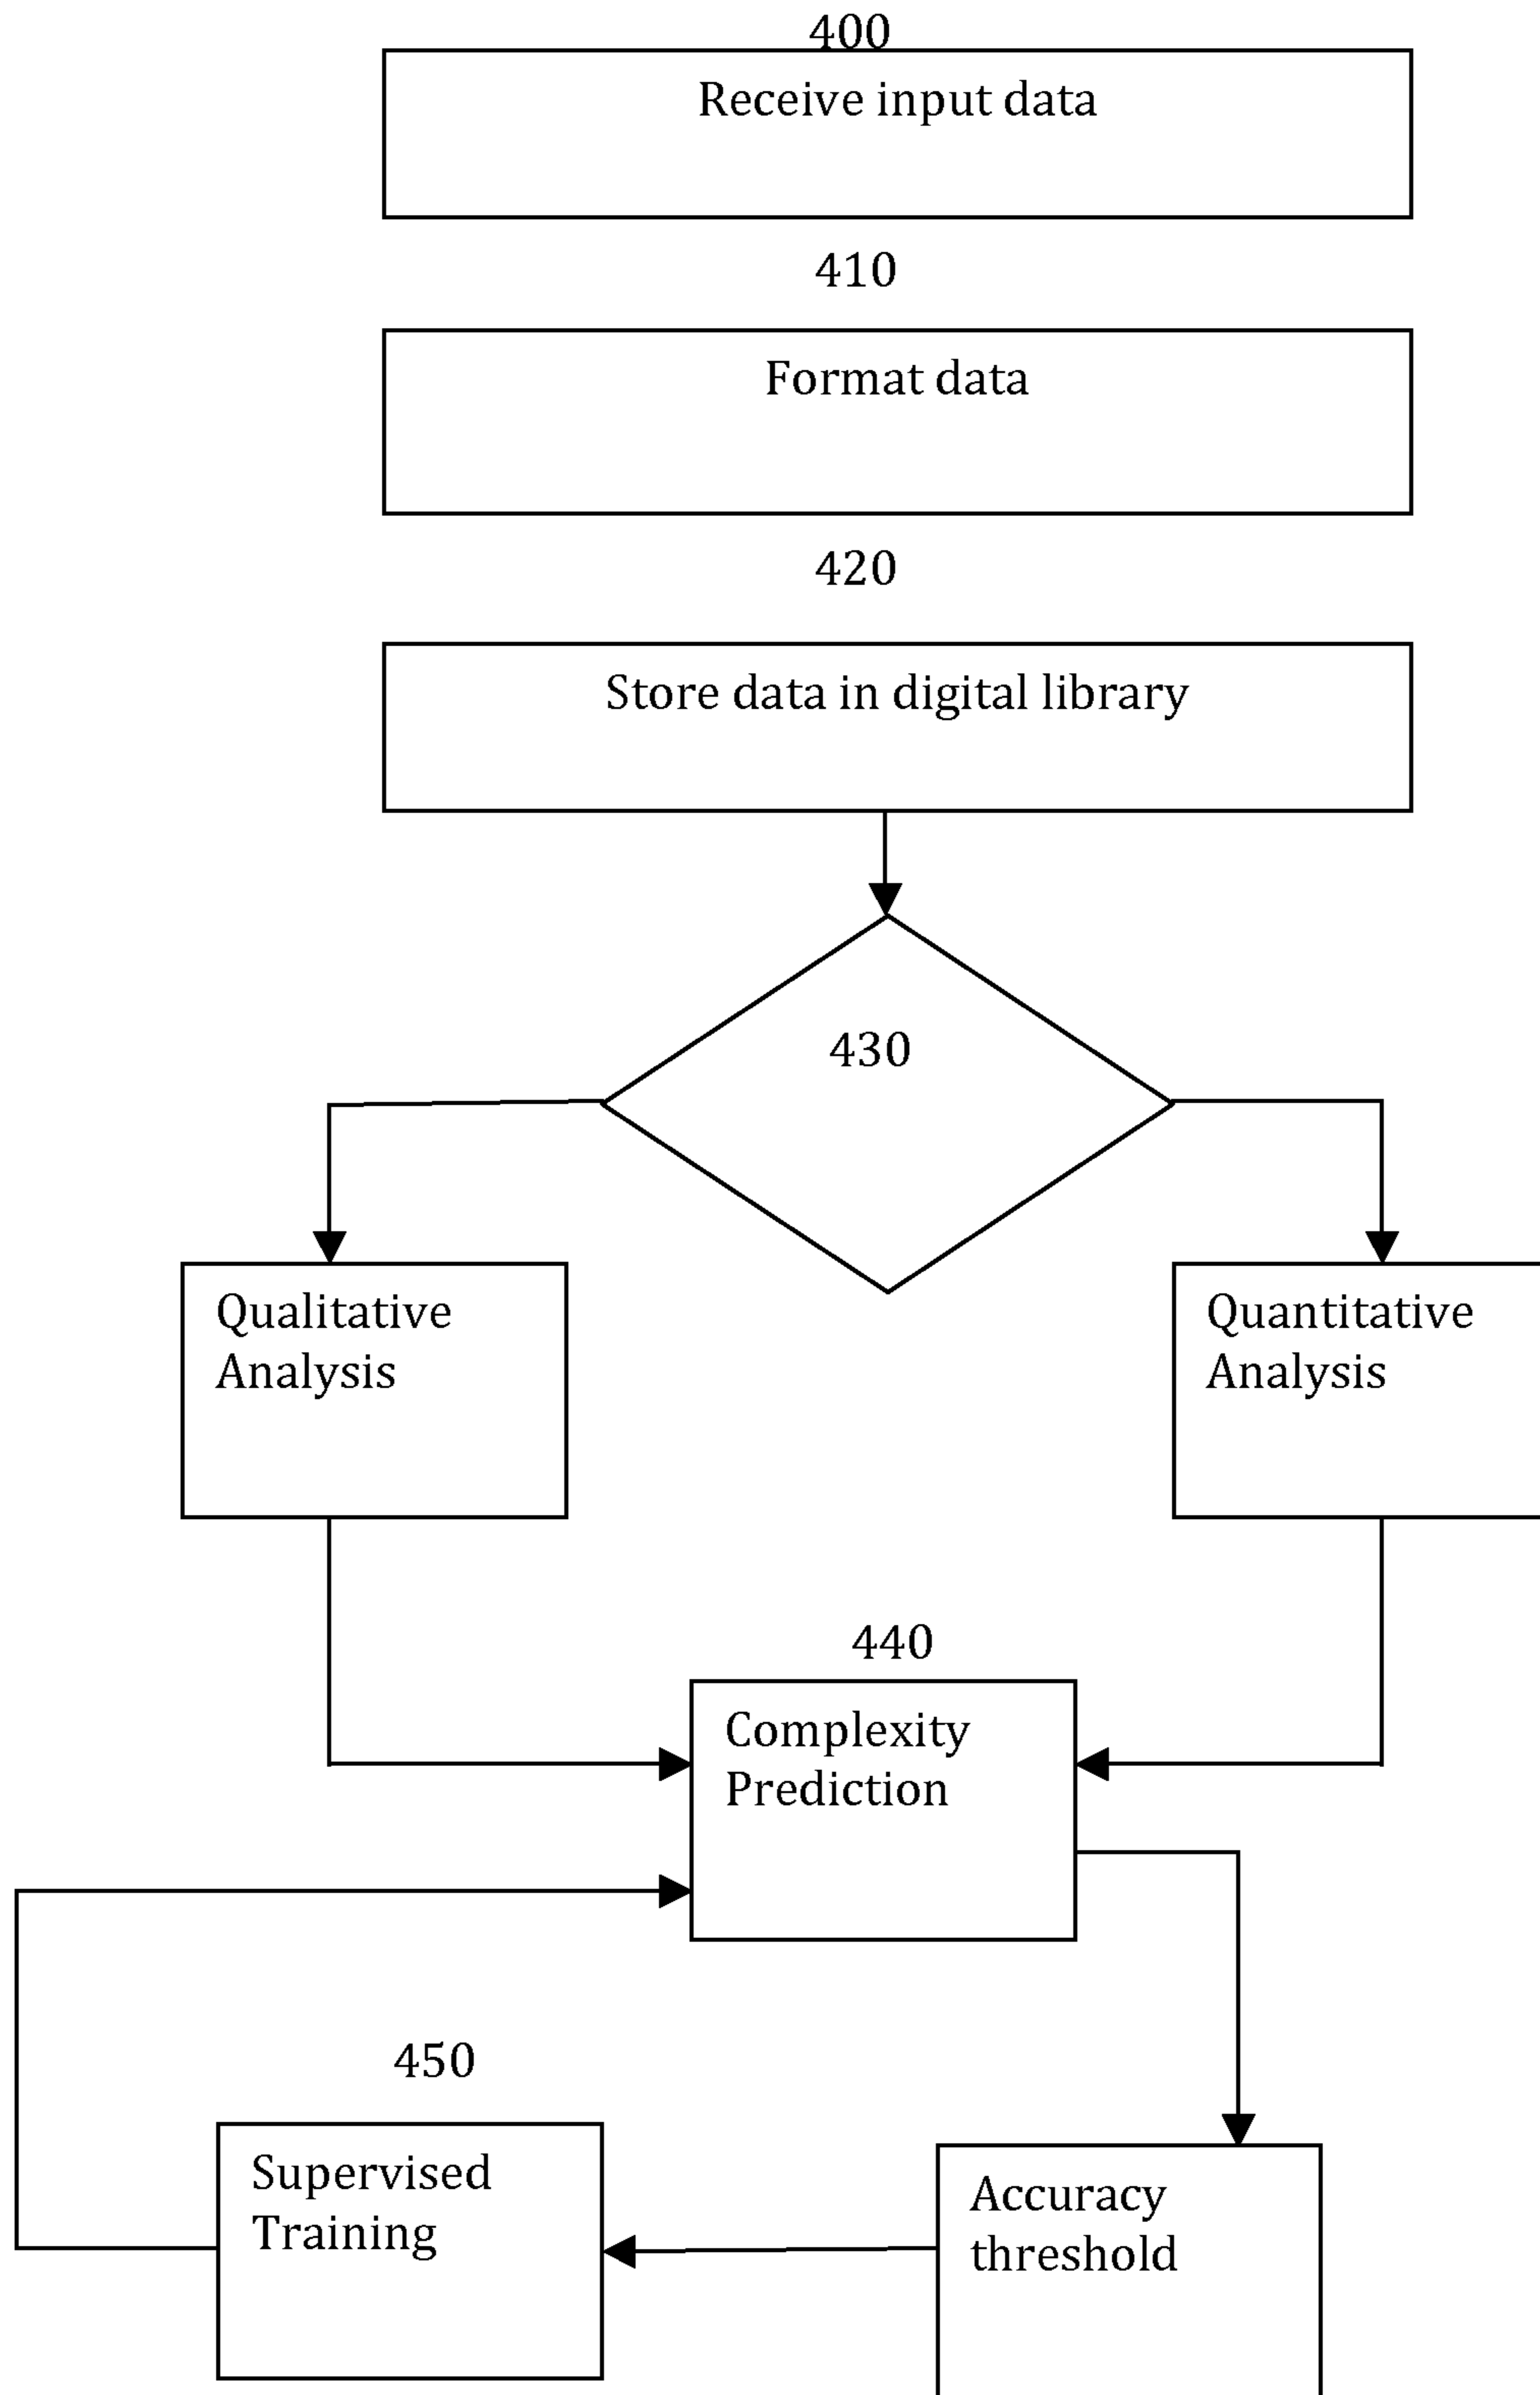 400
Receive input data
410
Format data
420
Store data in digital library
430
Qualitative
Analysis
Quantitative
Analysis
440
Complexity
Prediction
450
Supervised
Training
Accuracy
threshold